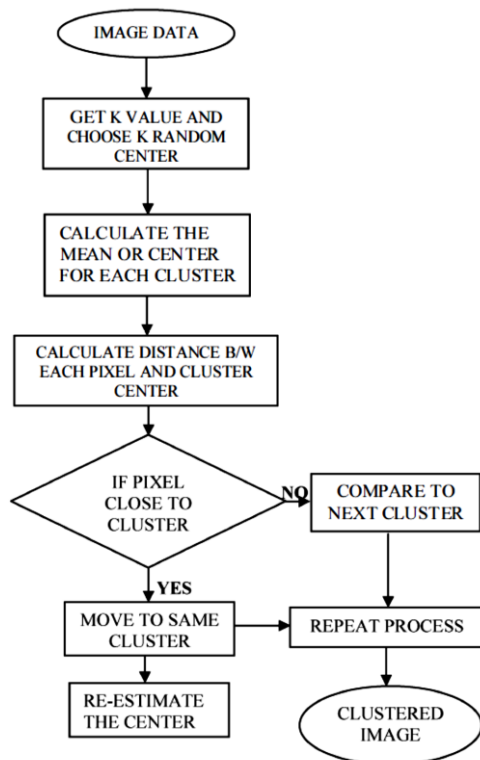 IMAGE DATA
GET K VALUE AND
CHOOSE K RANDOM
CENTER
CALCULATE THE
MEAN OR CENTER
FOR EACH CLUSTER
CALCULATE DISTANCE B/W
EACH PIXEL AND CLUSTER
CENTER
IF PIXEL
CLOSE TO
CLUSTER
NO
COMPARE TO
NEXT CLUSTER
YES
MOVE TO SAME
CLUSTER
REPEAT PROCESS
RE-ESTIMATE
THE CENTER
CLUSTERED
IMAGE